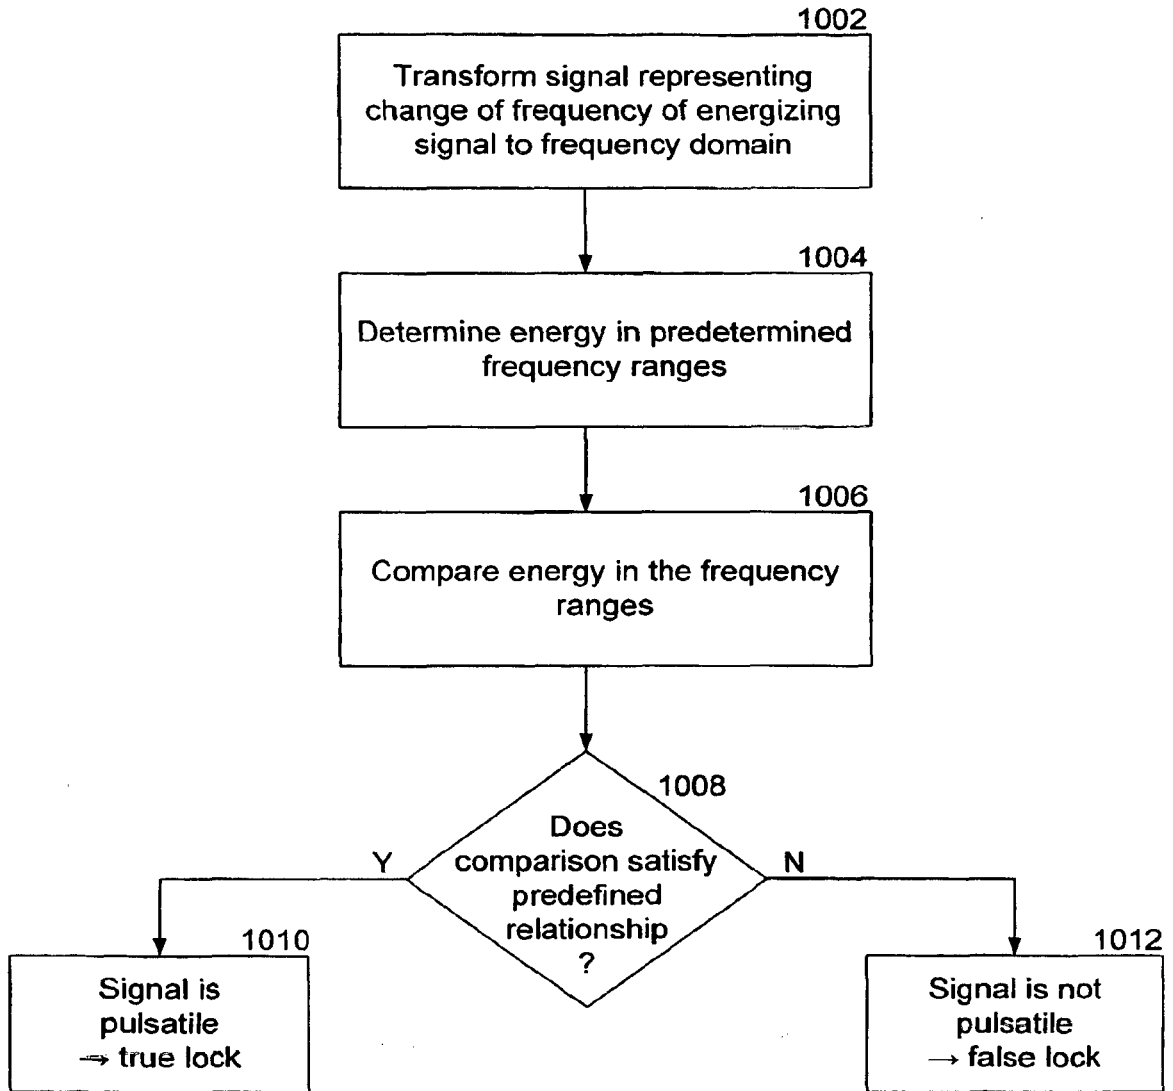 1002
Transform signal representing
change of frequency of energizing
signal to frequency domain
1004
Determine energy in predetermined
frequency ranges
1006
Compare energy in the frequency
ranges
1008
Does
comparison satisfy
predefined
relationship
?
Y
N
1010
Signal is
pulsatile
→ true lock
1012
Signal is not
pulsatile
→ false lock